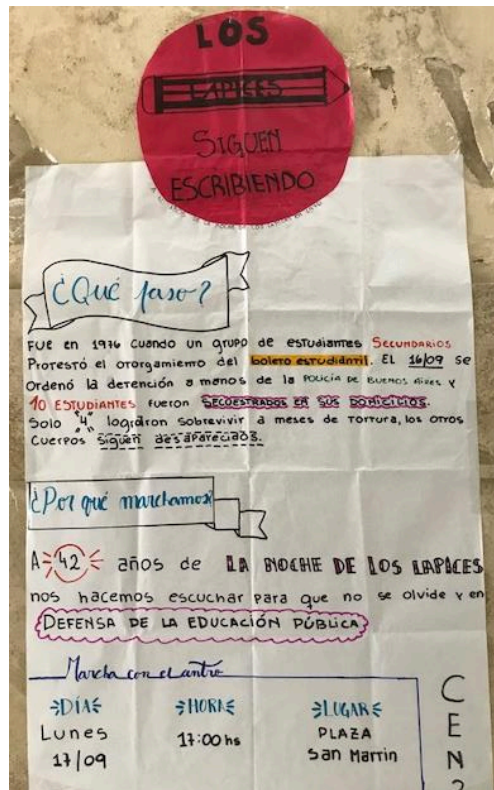 LOS
LAPICES
SIGUEN
ESCRIBIENDO
¿Qué paso?
FUE en 1976 cuando un grupo de estudiantes SECUNDARIOS
Protestó el otorgamiento del boleto estudiantil. EL 16/09 se
Ordenó la detención a manos de la POLICÍA DE BUENOS AIRES Y
10 ESTUDIANTES fueron SECUESTRADOS EN SUS DOMICILIOS.
Solo "4" lograron sobrevivir a meses de tortura, los otros
Cuerpos siguen desaparecidos.
¿Por qué marchamos?
A 42 años de LA NOCHE DE LOS LAPICES
nos hacemos escuchar para que no se olvide y en
DEFENSA DE LA EDUCACIÓN PÚBLICA
Marcha con el antro
DÍA
HORA
LUGAR
Lunes
17:00 hs
PLAZA
17/09
San Martin
C
E
N